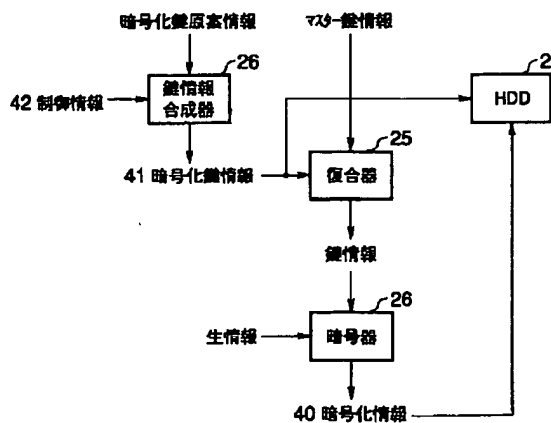 暗号化鍵原案情報
マスター鍵情報
26
2
42 制御情報
鍵情報
合成器
HDD
25
41 暗号化鍵情報
復合器
鍵情報
26
生情報
暗号器
40 暗号化情報